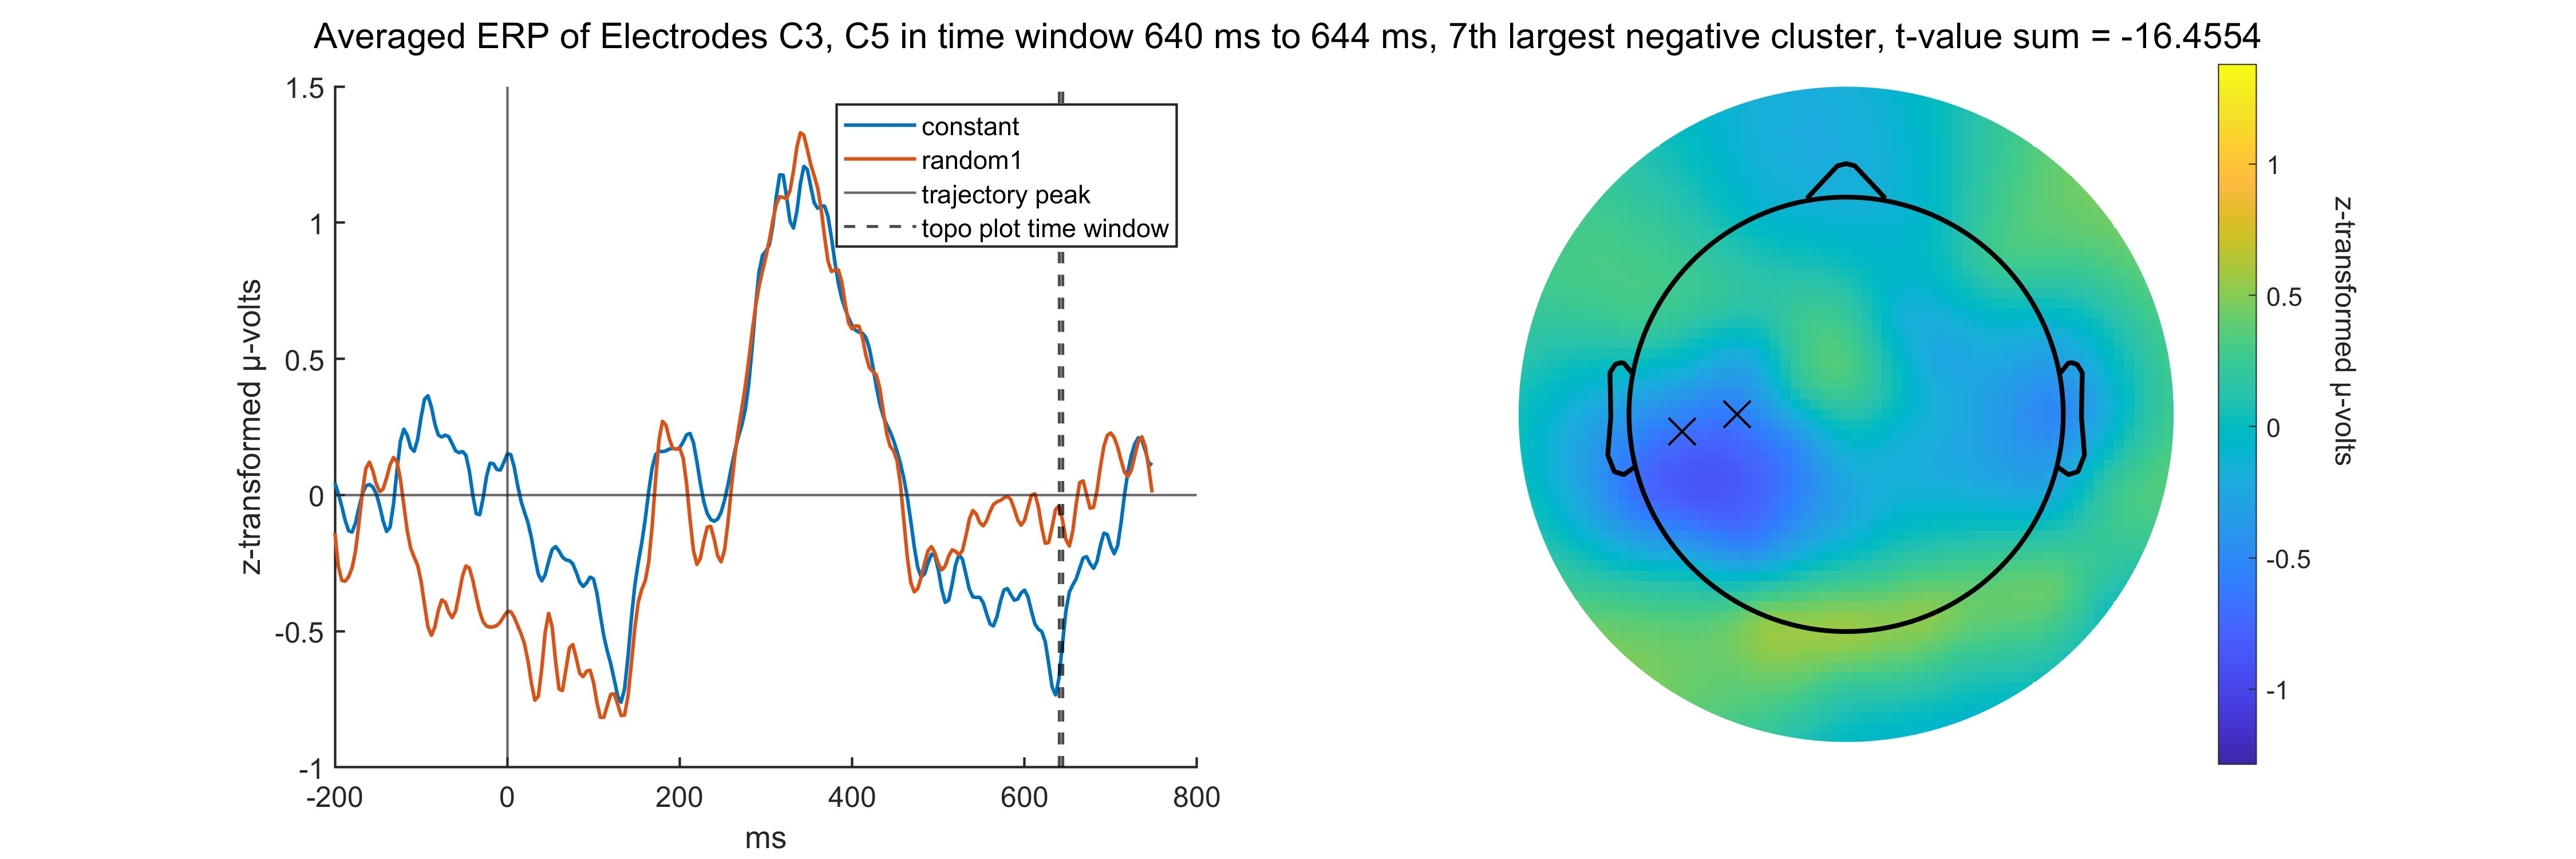 Averaged ERP of Electrodes C3, C5 in time window 640 ms to 644 ms, 7th largest negative cluster, t-value sum = -16.4554
z-transformed µ-volts
1.5
1
0.5
0
-0.5
-1
-200
0
200
400
600
800
ms
constant
random1
trajectory peak
topo plot time window
1
0.5
0
-0.5
-1
z-transformed µ-volts